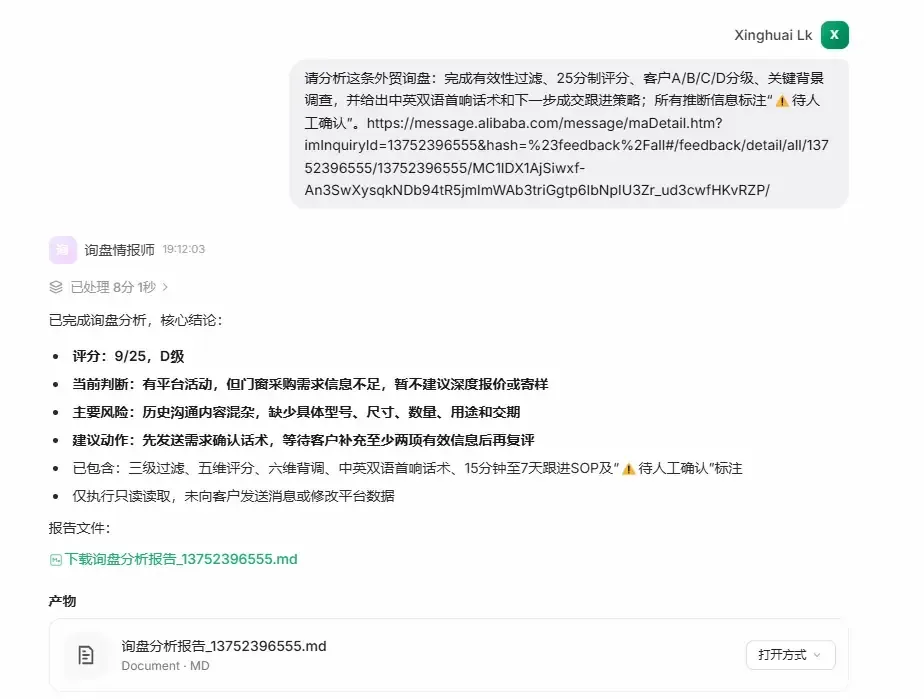 Xinghuai Lk
X
请分析这条外贸询盘：完成有效性过滤、25分制评分、客户A/B/C/D分级、关键背景
调查，并给出中英双语首响话术和下一步成交跟进策略；所有推断信息标注“⚠️待人
工确认”。https://message.alibaba.com/message/maDetail.htm?
imInquiryId=13752396555&hash=%23feedback%2Fall#/feedback/detail/all/137
52396555/13752396555/MC1IDX1AjSiwxf-
An3SwXysqkNDb94tR5jmImWAb3triGgtp6IbNpIU3Zr_ud3cwfHKvRZP/
询盘情报师 19:12:03
已处理 8分 1秒 >
已完成询盘分析，核心结论：
• 评分：9/25，D级
• 当前判断：有平台活动，但门窗采购需求信息不足，暂不建议深度报价或寄样
• 主要风险：历史沟通内容混杂，缺少具体型号、尺寸、数量、用途和交期
• 建议动作：先发送需求确认话术，等待客户补充至少两项有效信息后再复评
• 已包含：三级过滤、五维评分、六维背调、中英双语首响话术、15分钟至7天跟进SOP及“⚠️待人工确认”标注
• 仅执行只读读取，未向客户发送消息或修改平台数据
报告文件：
下载询盘分析报告_13752396555.md
产物
询盘分析报告_13752396555.md
Document · MD
打开方式